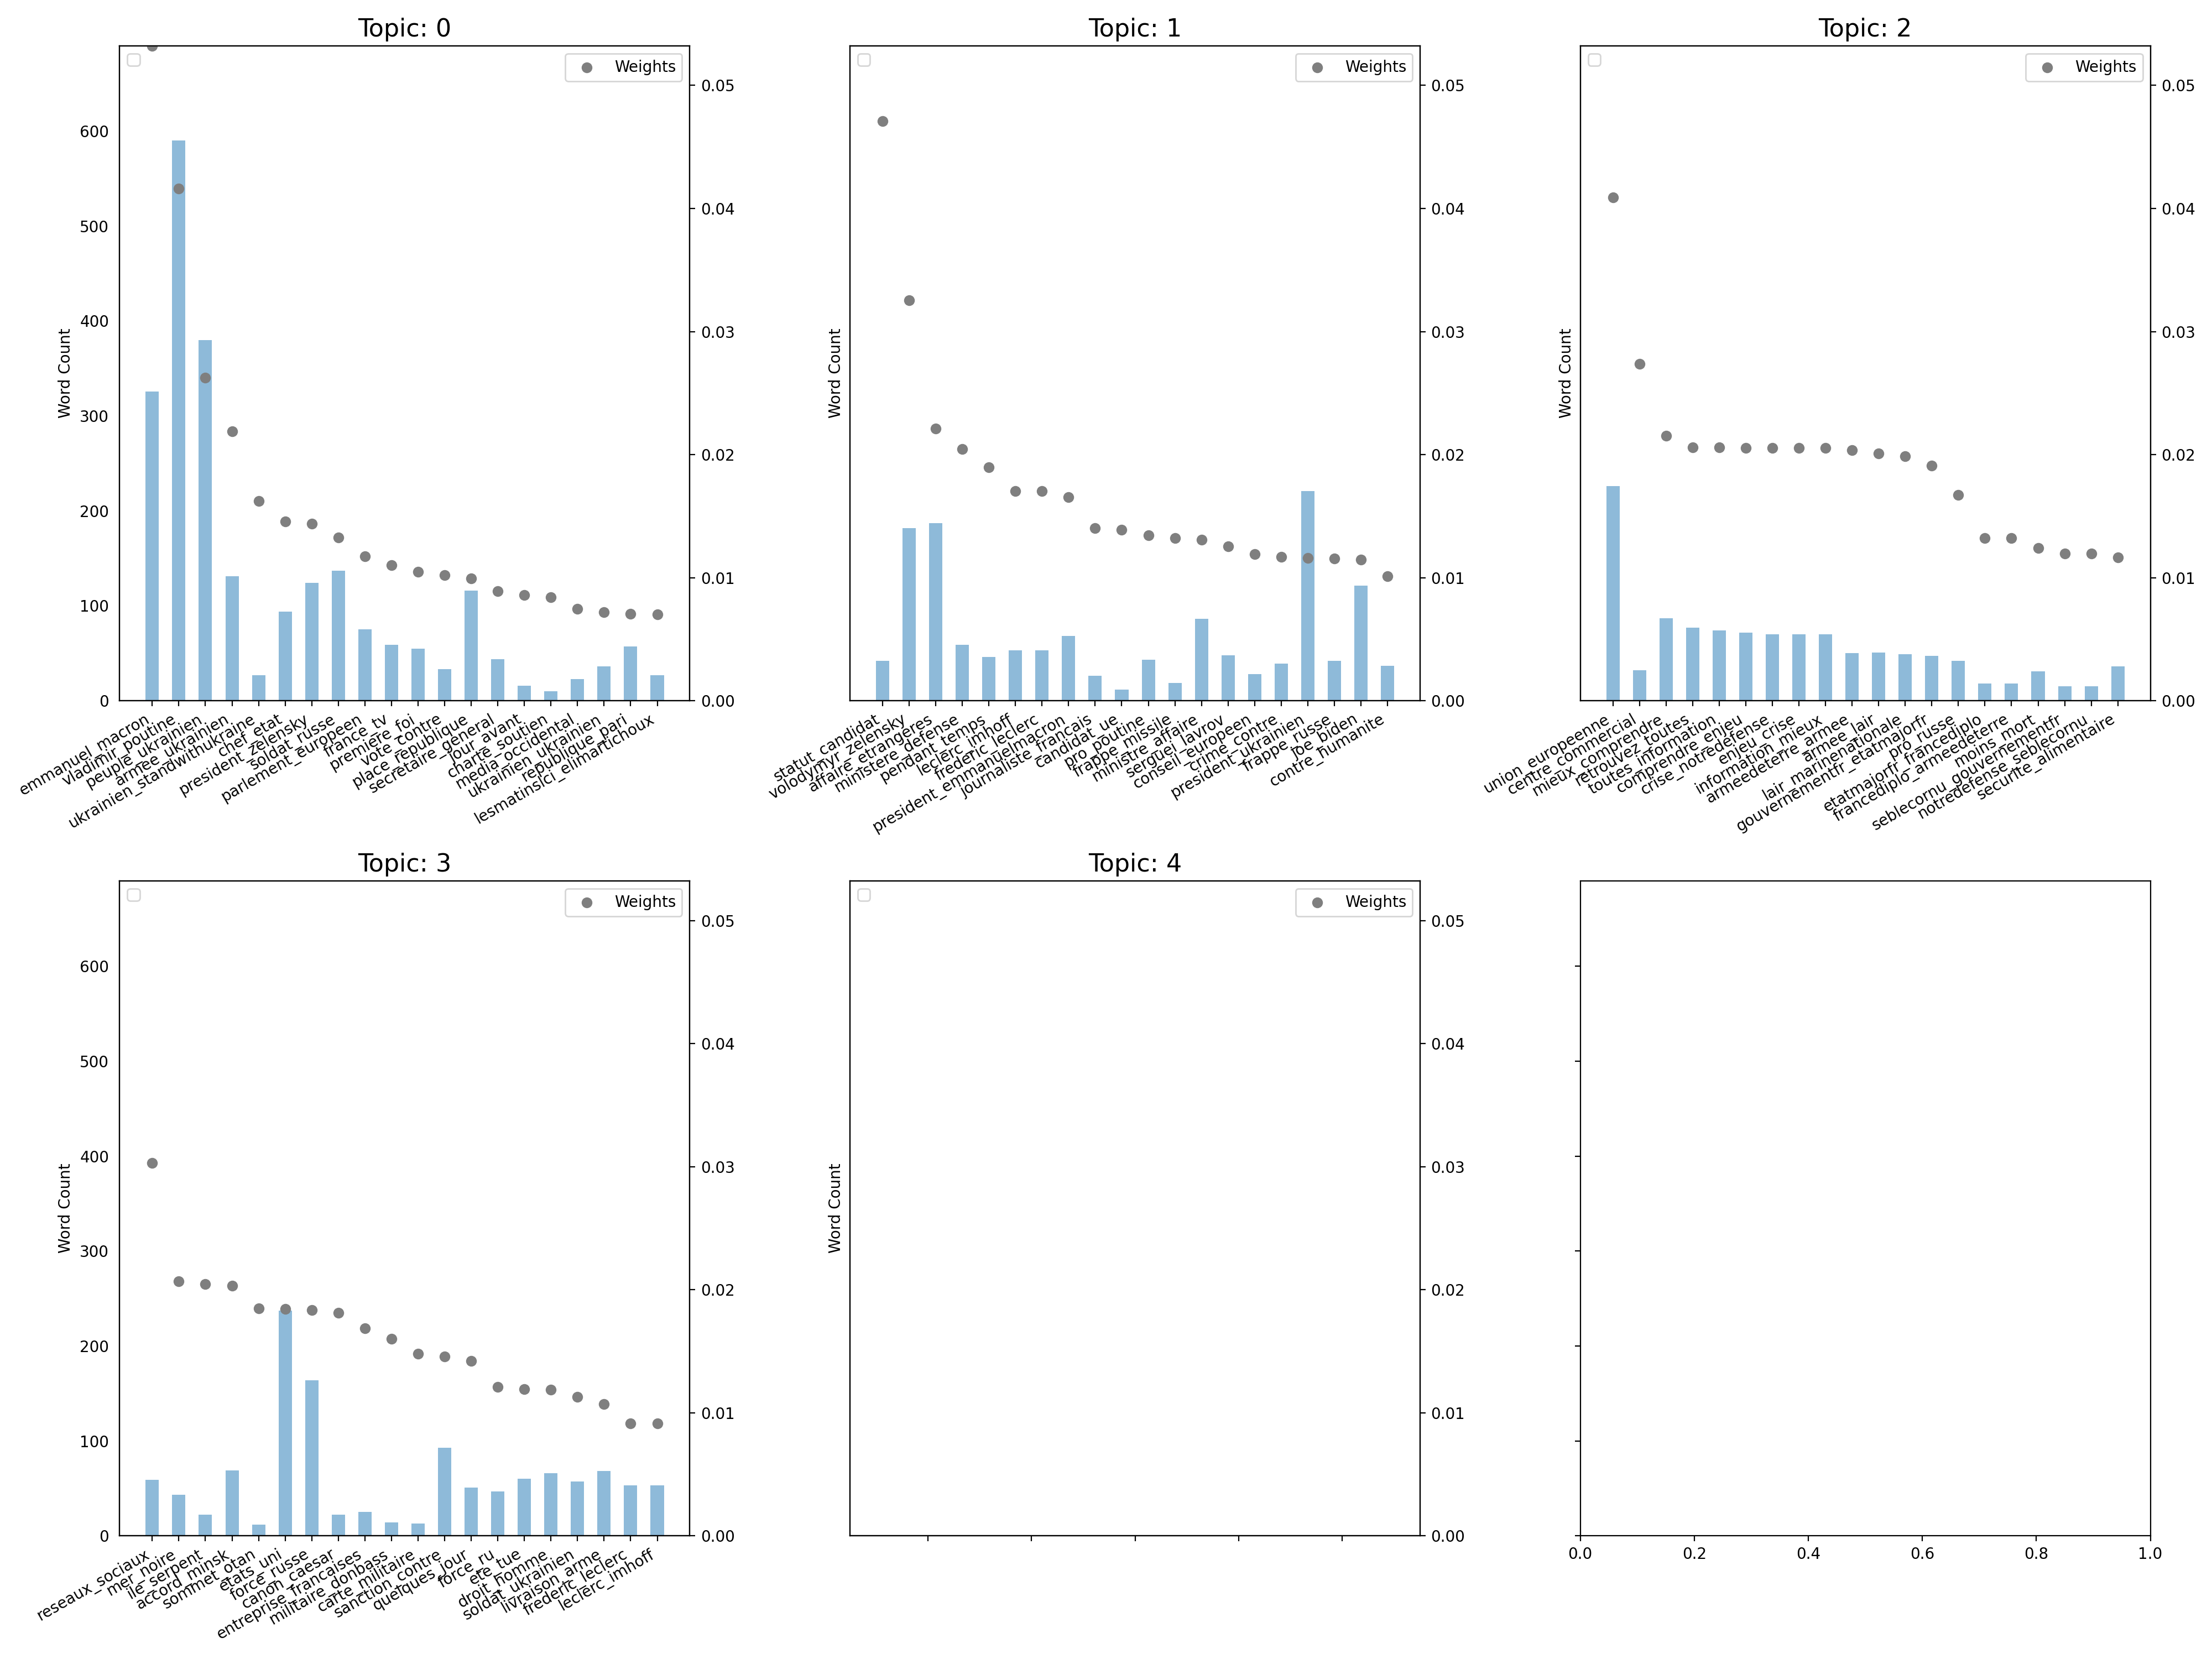 Topic: 0
Weights
Word Count
600
500
400
300
200
100
0
0.05
0.04
0.03
0.02
0.01
0.00
emmanuel_macron
vladimir_poutine
peuple_ukrainien
armee_ukrainien
ukrainien_standwithukraine
chef_etat
president_zelensky
soldat_russe
parlement_europeen
france_tv
premiere_foi
vote_contre
place_republique
secretaire_general
jour_avant
charte_soutien
media_occidental
ukrainien_ukrainien
republique_pari
lesmatinslci_elimartichoux
Topic: 1
Weights
Word Count
0.05
0.04
0.03
0.02
0.01
0.00
statut_candidat
volodymyr_zelensky
affaire_etrangeres
ministere_defense
pendant_temps
leclerc_imhoff
frederic_leclerc
president_emmanuelmacron
journaliste_francais
candidat_ue
pro_poutine
frappe_missile
ministre_affaire
serguei_lavrov
conseil_europeen
crime_contre
president_ukrainien
frappe_russe
joe_biden
contre_humanite
Topic: 2
Weights
Word Count
0.05
0.04
0.03
0.02
0.01
0.00
union_europeenne
centre_commercial
mieux_comprendre
retrouvez_toutes
toutes_information
comprendre_enjeu
crise_notredefense
enjeu_crise
information_mieux
armeedeterre_armee
armee_lair
lair_marinenationale
gouvernementfr_etatmajorfr
pro_russe
etatmajorfr_francediplo
francediplo_armeedeterre
moins_mort
seblecornu_gouvernementfr
notredefense_seblecornu
securite_alimentaire
Topic: 3
Weights
Word Count
600
500
400
300
200
100
0
0.05
0.04
0.03
0.02
0.01
0.00
reseaux_sociaux
mer_noire
ile_serpent
accord_minsk
sommet_otan
etats_uni
force_russe
canon_caesar
entreprise_francaises
militaire_donbass
carte_militaire
sanction_contre
quelques_jour
force_ru
ete_tue
droit_homme
soldat_ukrainien
livraison_arme
frederic_leclerc
leclerc_imhoff
Topic: 4
Weights
Word Count
0.05
0.04
0.03
0.02
0.01
0.00
0.0 0.2 0.4 0.6 0.8 1.0